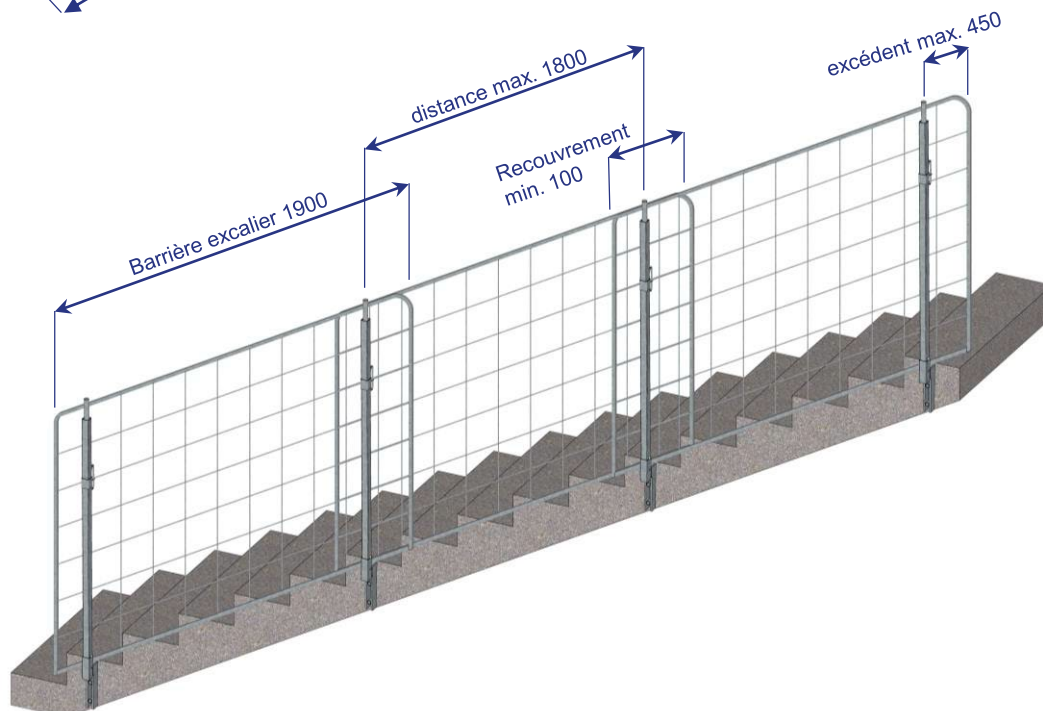 excédent max. 450
distance max. 1800
Recouvrement
min. 100
Barrière excalier 1900